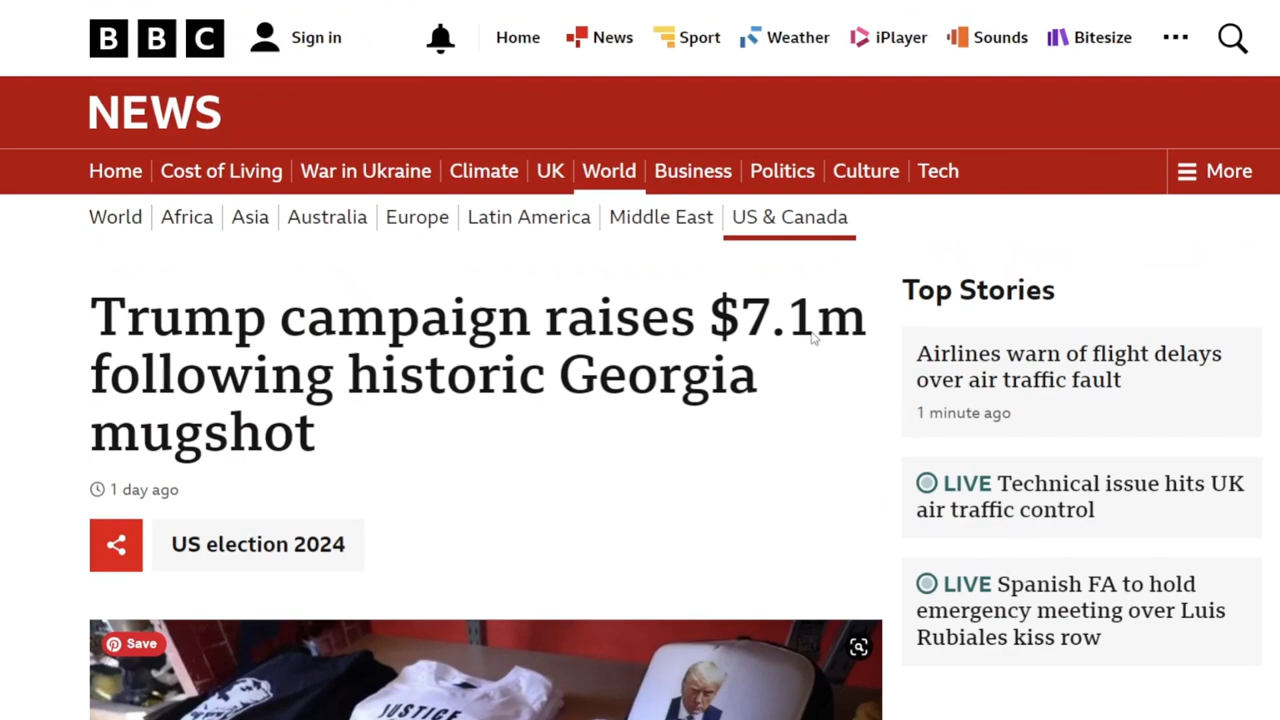 BBC Sign in Home News Sport Weather iPlayer Sounds Bitesize
NEWS
Home Cost of Living War in Ukraine Climate UK World Business Politics Culture Tech More
World Africa Asia Australia Europe Latin America Middle East US & Canada
Trump campaign raises $7.1m
following historic Georgia
mugshot
1 day ago
US election 2024
Save
JUSTICE
Top Stories
Airlines warn of flight delays
over air traffic fault
1 minute ago
LIVE Technical issue hits UK
air traffic control
LIVE Spanish FA to hold
emergency meeting over Luis
Rubiales kiss row